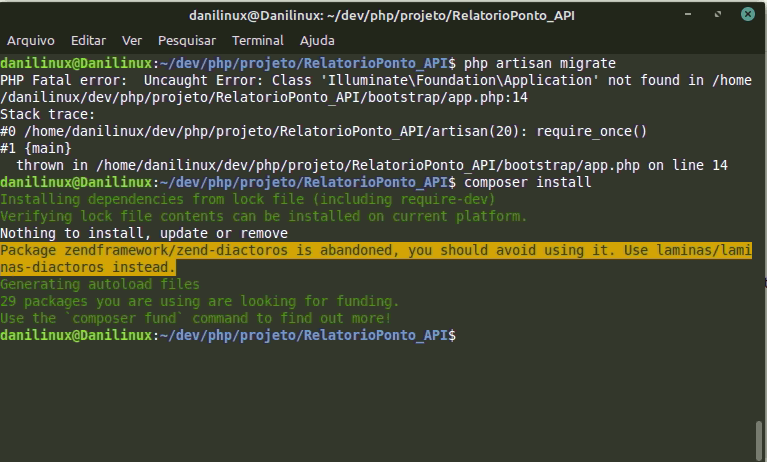 danilinux@Danilinux: ~/dev/php/projeto/RelatorioPonto_API
Arquivo Editar Ver Pesquisar Terminal Ajuda
danilinux@Danilinux:~/dev/php/projeto/RelatorioPonto_API$ php artisan migrate
PHP Fatal error:  Uncaught Error: Class 'Illuminate\Foundation\Application' not found in /home
/danilinux/dev/php/projeto/RelatorioPonto_API/bootstrap/app.php:14
Stack trace:
#0 /home/danilinux/dev/php/projeto/RelatorioPonto_API/artisan(20): require_once()
#1 {main}
  thrown in /home/danilinux/dev/php/projeto/RelatorioPonto_API/bootstrap/app.php on line 14
danilinux@Danilinux:~/dev/php/projeto/RelatorioPonto_API$ composer install
Installing dependencies from lock file (including require-dev)
Verifying lock file contents can be installed on current platform.
Nothing to install, update or remove
Package zendframework/zend-diactoros is abandoned, you should avoid using it. Use laminas/lami
nas-diactoros instead.
Generating autoload files
29 packages you are using are looking for funding.
Use the `composer fund` command to find out more!
danilinux@Danilinux:~/dev/php/projeto/RelatorioPonto_API$